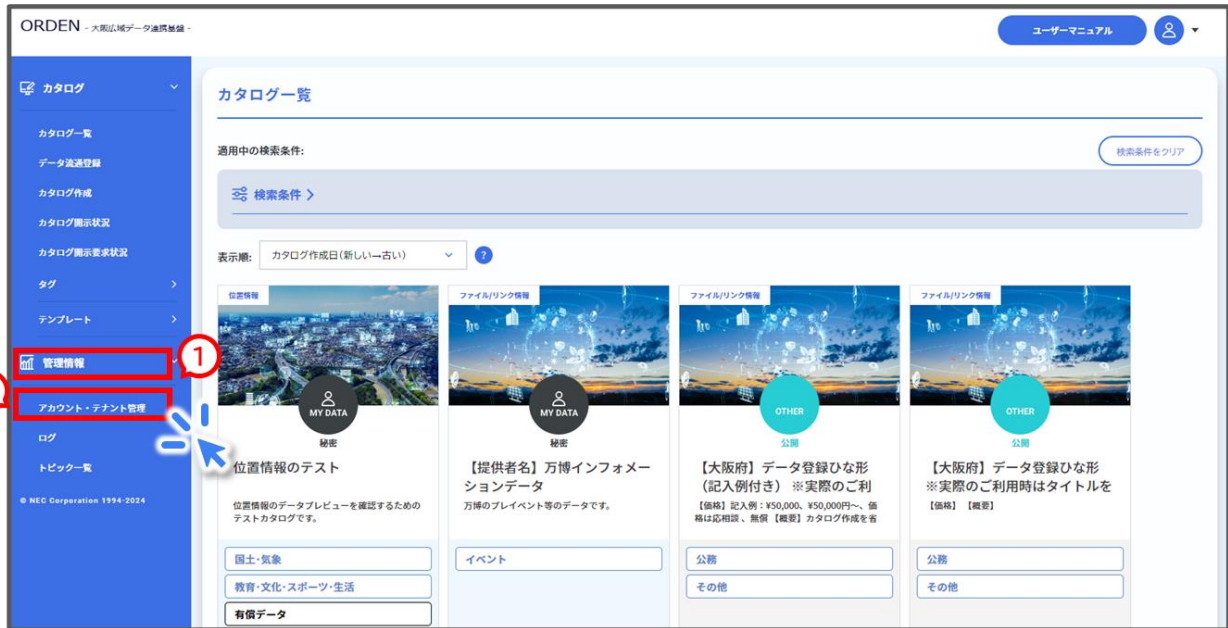 ORDEN - 大阪広域データ連携基盤 -
ユーザーマニュアル
カタログ
カタログ一覧
データ流通登録
カタログ作成
カタログ開示状況
カタログ開示要求状況
タグ
テンプレート
管理情報
1
アカウント・テナント管理
ログ
トピック一覧
© NEC Corporation 1994-2024
カタログ一覧
適用中の検索条件:
検索条件をクリア
検索条件
表示順:
カタログ作成日(新しい→古い)
?
位置情報
MY DATA
秘密
位置情報のテスト
位置情報のデータプレビューを確認するための
テストカタログです。
国土・気象
教育・文化・スポーツ・生活
有償データ
ファイル/リンク情報
MY DATA
秘密
【提供者名】万博インフォメー
ションデータ
万博のプレイベント等のデータです。
イベント
ファイル/リンク情報
OTHER
公開
【大阪府】データ登録ひな形
（記入例付き） ※実際のご利
【価格】記入例：¥50,000、¥50,000円～、価
格は応相談 、無償 【概要】カタログ作成を省
公務
その他
ファイル/リンク情報
OTHER
公開
【大阪府】データ登録ひな形
※実際のご利用時はタイトルを
【価格】 【概要】
公務
その他